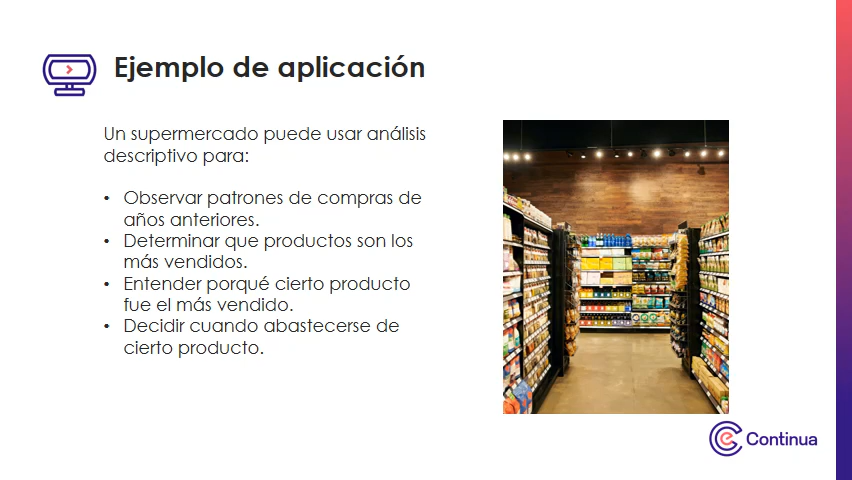 Ejemplo de aplicación
Un supermercado puede usar análisis
descriptivo para:
• Observar patrones de compras de
años anteriores.
• Determinar que productos son los
más vendidos.
• Entender porqué cierto producto
fue el más vendido.
• Decidir cuando abastecerse de
cierto producto.
Continua